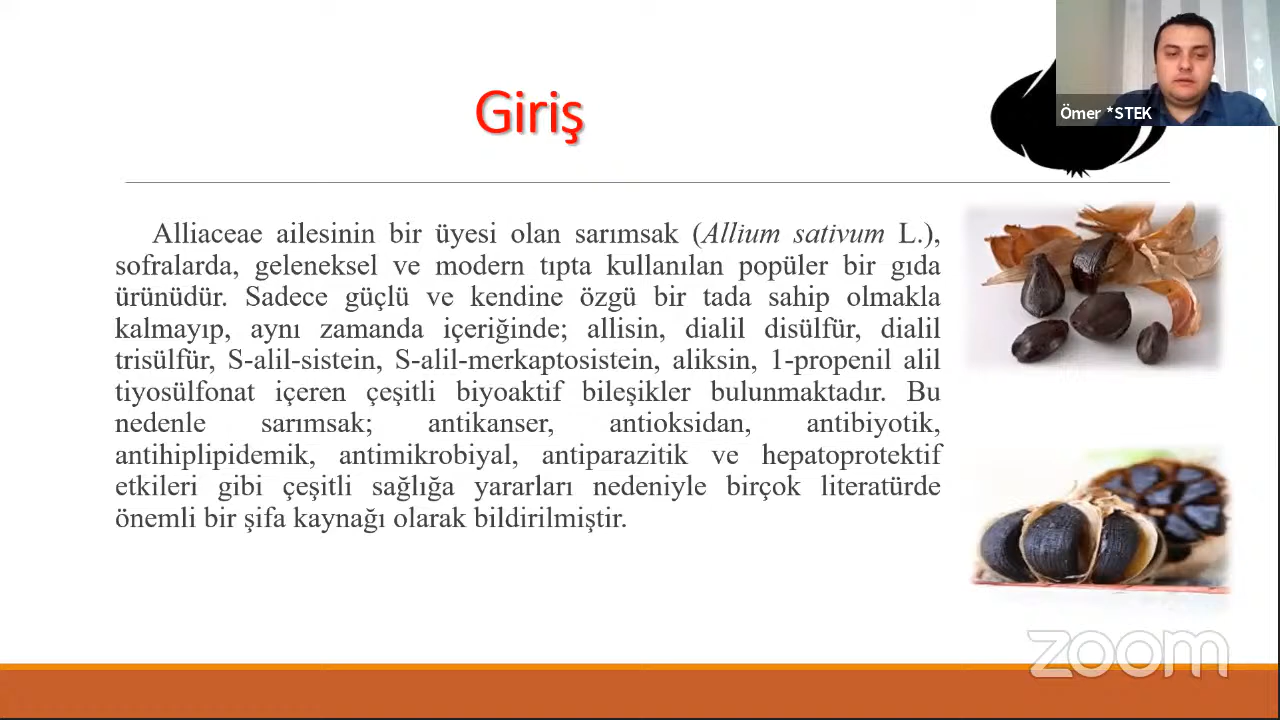 Giriş
Ömer *STEK
Alliaceae ailesinin bir üyesi olan sarımsak (Allium sativum L.),
sofralarda, geleneksel ve modern tıpta kullanılan popüler bir gıda
ürünüdür. Sadece güçlü ve kendine özgü bir tada sahip olmakla
kalmayıp, aynı zamanda içeriğinde; allisin, dialil disülfür, dialil
trisülfür, S-alil-sistein, S-alil-merkaptosistein, aliksin, 1-propenil alil
tiyosülfonat içeren çeşitli biyoaktif bileşikler bulunmaktadır. Bu
nedenle sarımsak; antikanser, antioksidan, antibiyotik,
antihiplipidemik, antimikrobiyal, antiparazitik ve hepatoprotektif
etkileri gibi çeşitli sağlığa yararları nedeniyle birçok literatürde
önemli bir şifa kaynağı olarak bildirilmiştir.
zoom